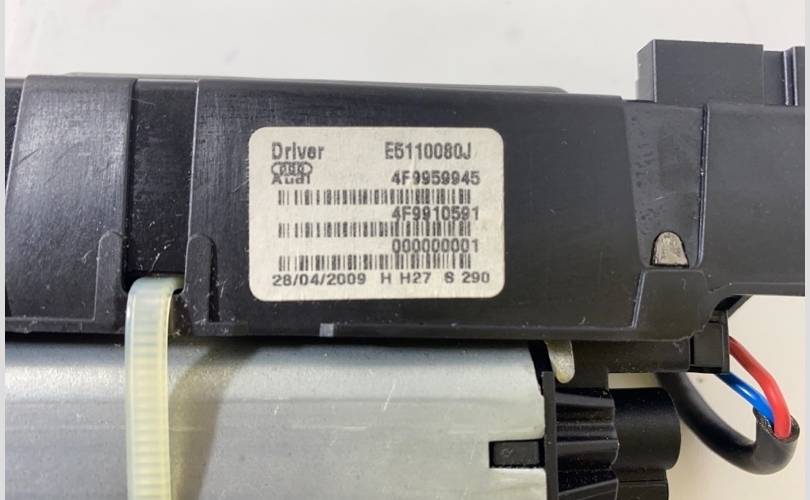 Driver E5110080J
Audi 4F9959945
4F9910591
000000001
28/04/2009 H H27 S 290